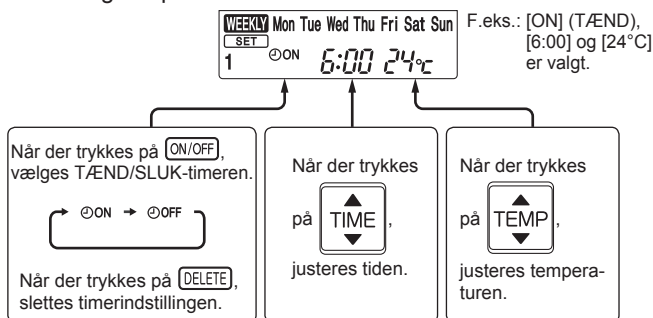 WEEKLY Mon Tue Wed Thu Fri Sat Sun
SET
1 ON 6:00 24°c
F.eks.: [ON] (TÆND),
[6:00] og [24°C]
er valgt.
Når der trykkes på ON/OFF,
vælges TÆND/SLUK-timeren.
ON → OFF
Når der trykkes på DELETE,
slettes timerindstillingen.
Når der trykkes
på TIME,
justeres tiden.
Når der trykkes
på TEMP,
justeres tempera-
turen.